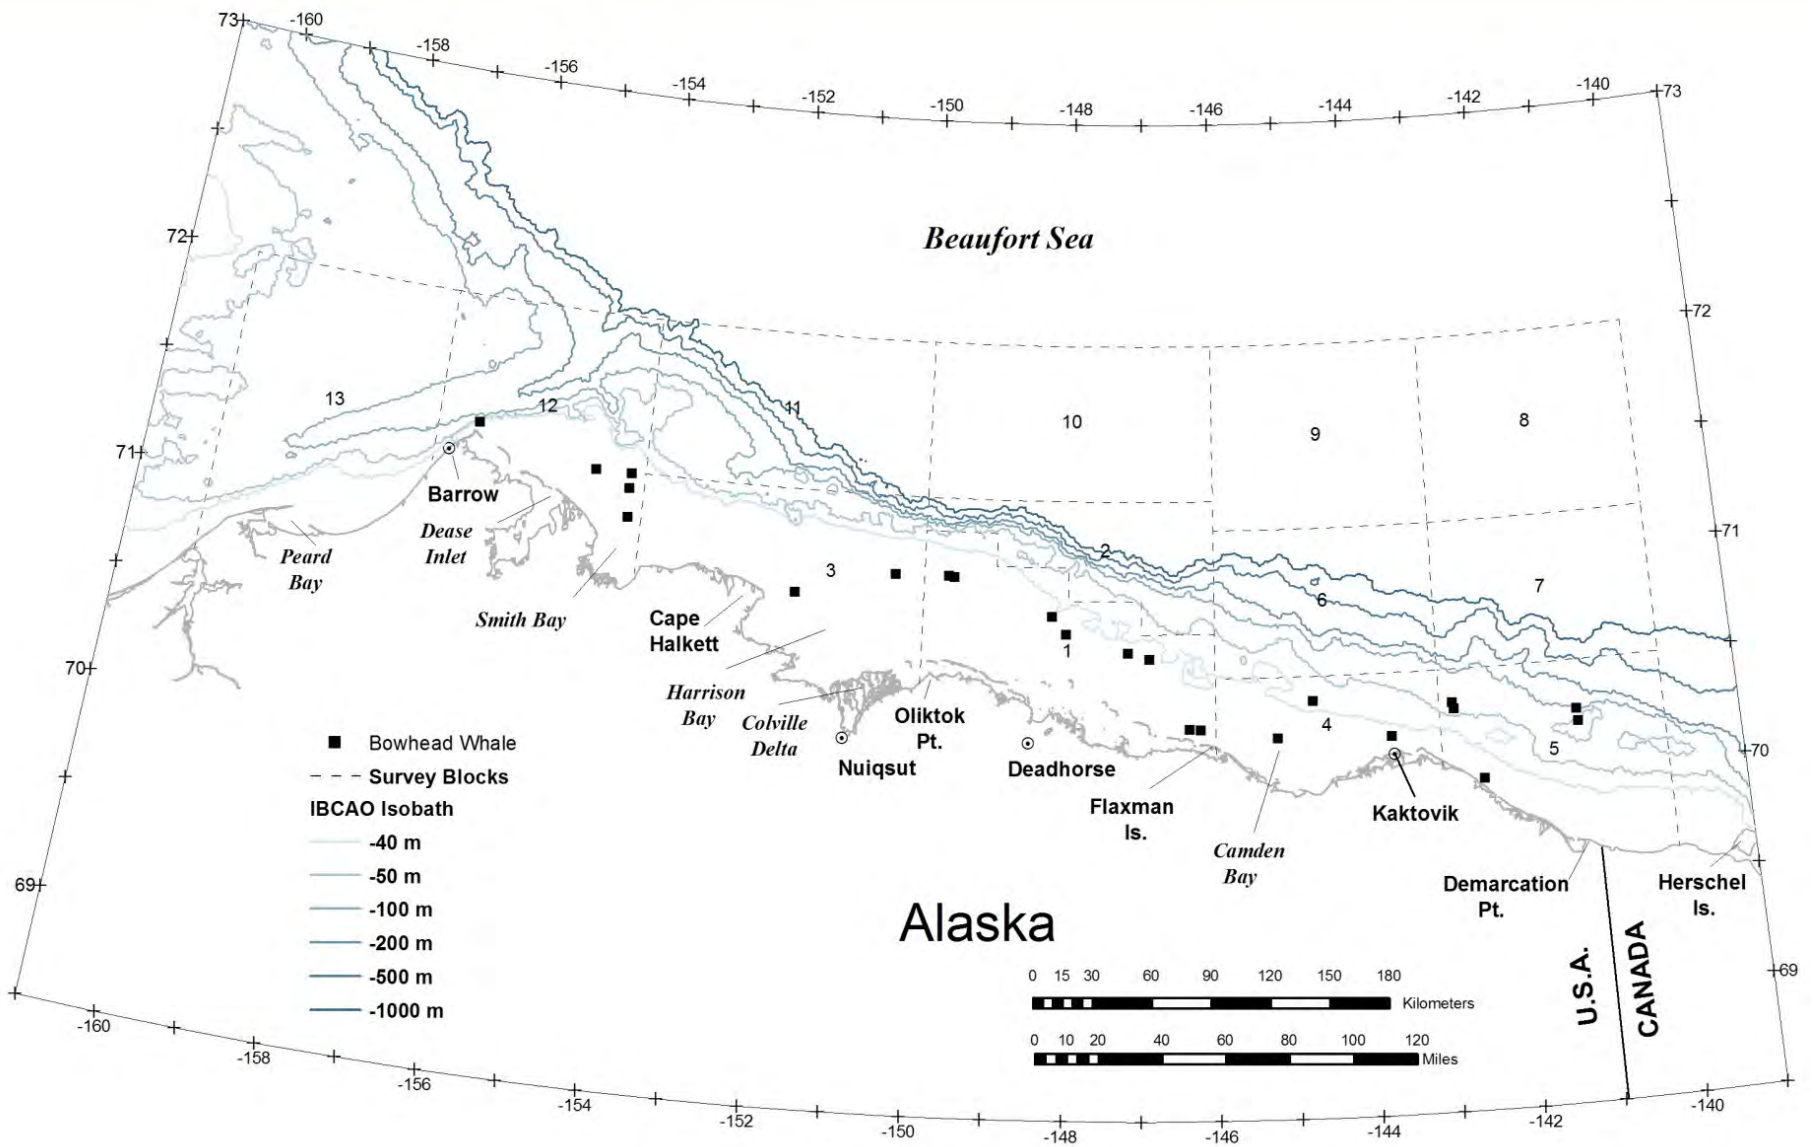 73
-160
-158
-156
-154
-152
-150
-148
-146
-144
-142
-140
73
72
Beaufort Sea
72
13
12
11
10
9
8
71
Barrow
Dease
Inlet
Peard
Bay
Smith Bay
3
2
6
7
71
Cape
Halkett
1
70
Harrison
Bay
Colville
Delta
Oliktok
Pt.
4
5
70
Nuiqsut
Deadhorse
Flaxman
Is.
Kaktovik
Camden
Bay
Demarcation
Pt.
Herschel
Is.
Bowhead Whale
Survey Blocks
IBCAO Isobath
-40 m
-50 m
-100 m
-200 m
-500 m
-1000 m
69
Alaska
U.S.A.
CANADA
69
0 15 30 60 90 120 150 180
Kilometers
0 10 20 40 60 80 100 120
Miles
-160
-158
-156
-154
-152
-150
-148
-146
-144
-142
-140